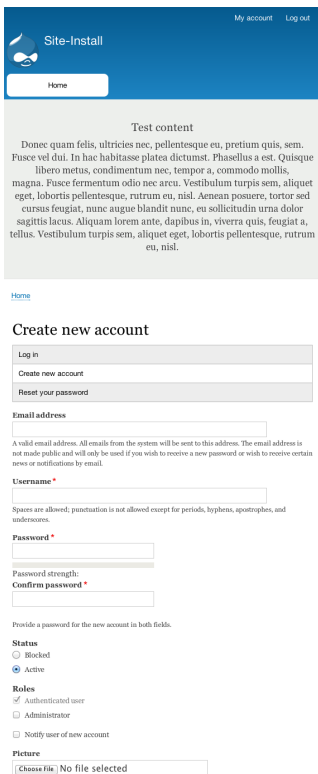 My account Log out
Site-Install
Home
Test content
Donec quam felis, ultricies nec, pellentesque eu, pretium quis, sem.
Fusce vel dui. In hac habitasse platea dictumst. Phasellus a est. Quisque
libero metus, condimentum nec, tempor a, commodo mollis,
magna. Fusce fermentum odio nec arcu. Vestibulum turpis sem, aliquet
eget, lobortis pellentesque, rutrum eu, nisl. Aenean posuere, tortor sed
cursus feugiat, nunc augue blandit nunc, eu sollicitudin urna dolor
sagittis lacus. Aliquam lorem ante, dapibus in, viverra quis, feugiat a,
tellus. Vestibulum turpis sem, aliquet eget, lobortis pellentesque, rutrum
eu, nisl.
Home
Create new account
Log in
Create new account
Reset your password
Email address
A valid email address. All emails from the system will be sent to this address. The email address is
not made public and will only be used if you wish to receive a new password or wish to receive certain
news or notifications by email.
Username *
Spaces are allowed; punctuation is not allowed except for periods, hyphens, apostrophes, and
underscores.
Password *
Password strength:
Confirm password *
Provide a password for the new account in both fields.
Status
Blocked
Active
Roles
Authenticated user
Administrator
Notify user of new account
Picture
Choose File No file selected